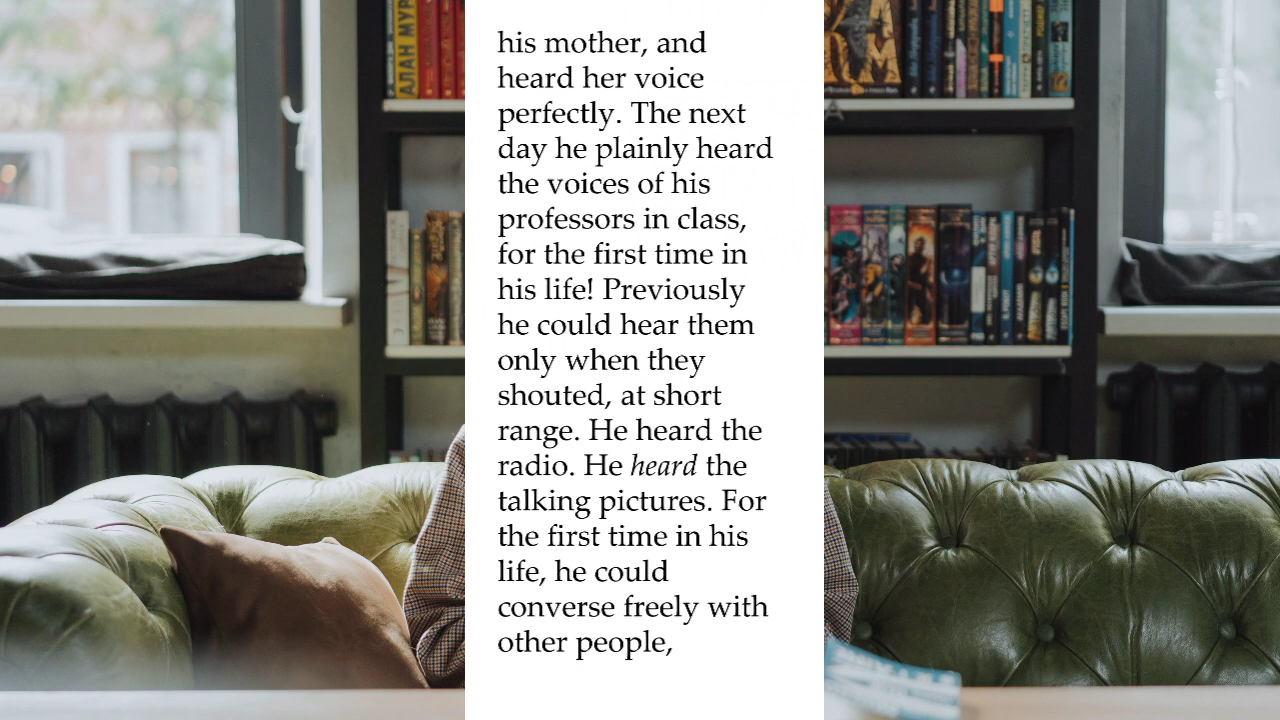 АЛАН МУР
his mother, and
heard her voice
perfectly. The next
day he plainly heard
the voices of his
professors in class,
for the first time in
his life! Previously
he could hear them
only when they
shouted, at short
range. He heard the
radio. He heard the
talking pictures. For
the first time in his
life, he could
converse freely with
other people,